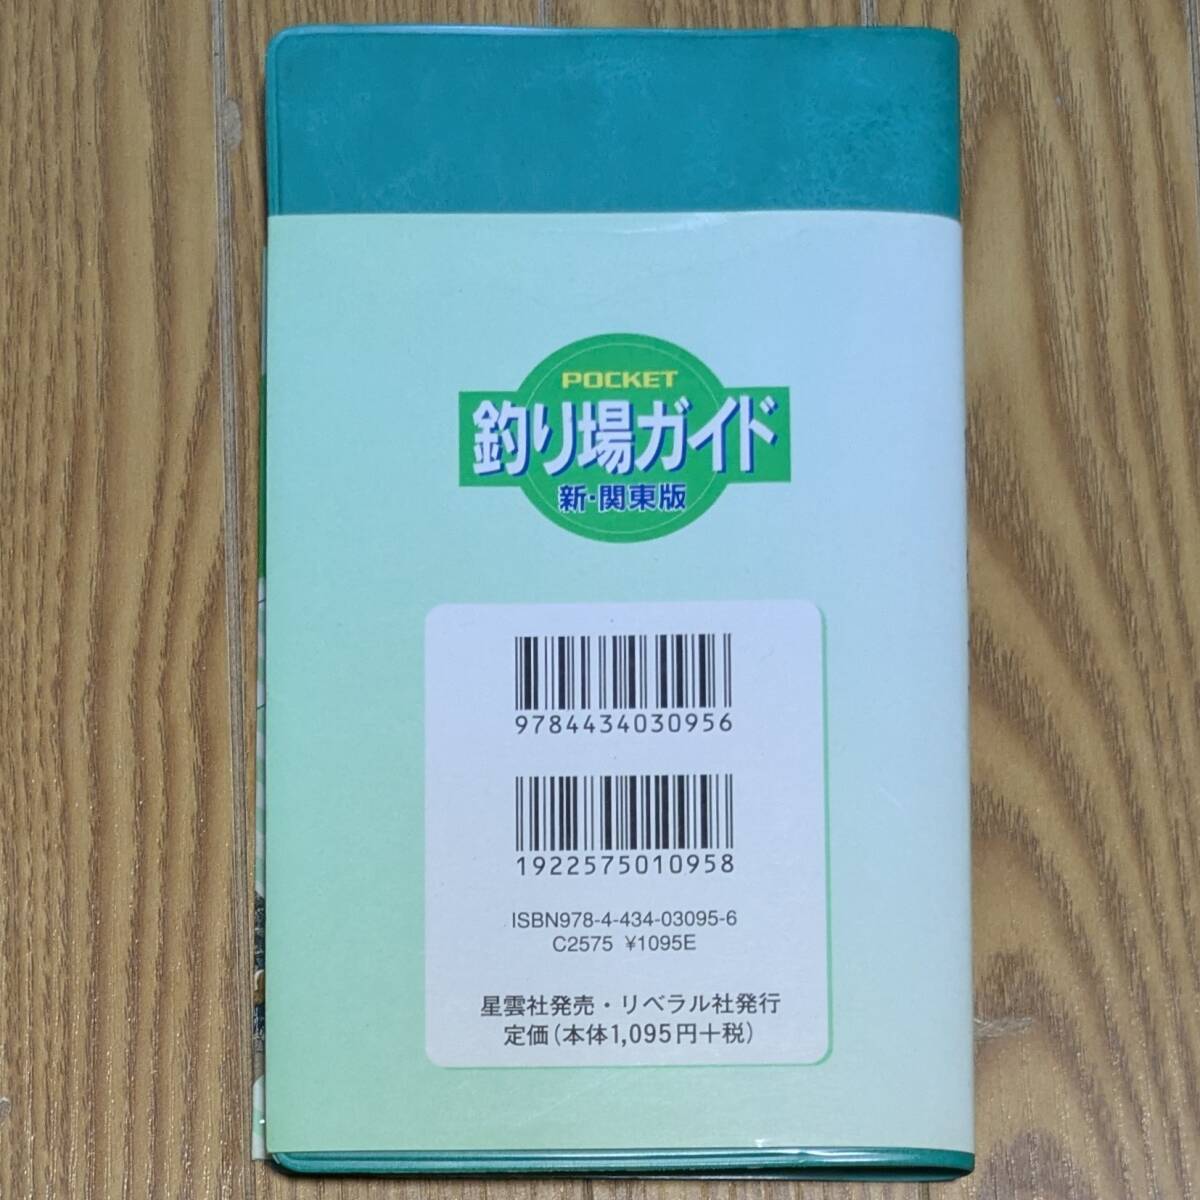 POCKET
釣り場ガイド
新・関東版
9784434030956
1922575010958
ISBN978-4-434-03095-6
C2575 ¥1095E
星雲社発売・リベラル社発行
定価(本体1,095円+税)